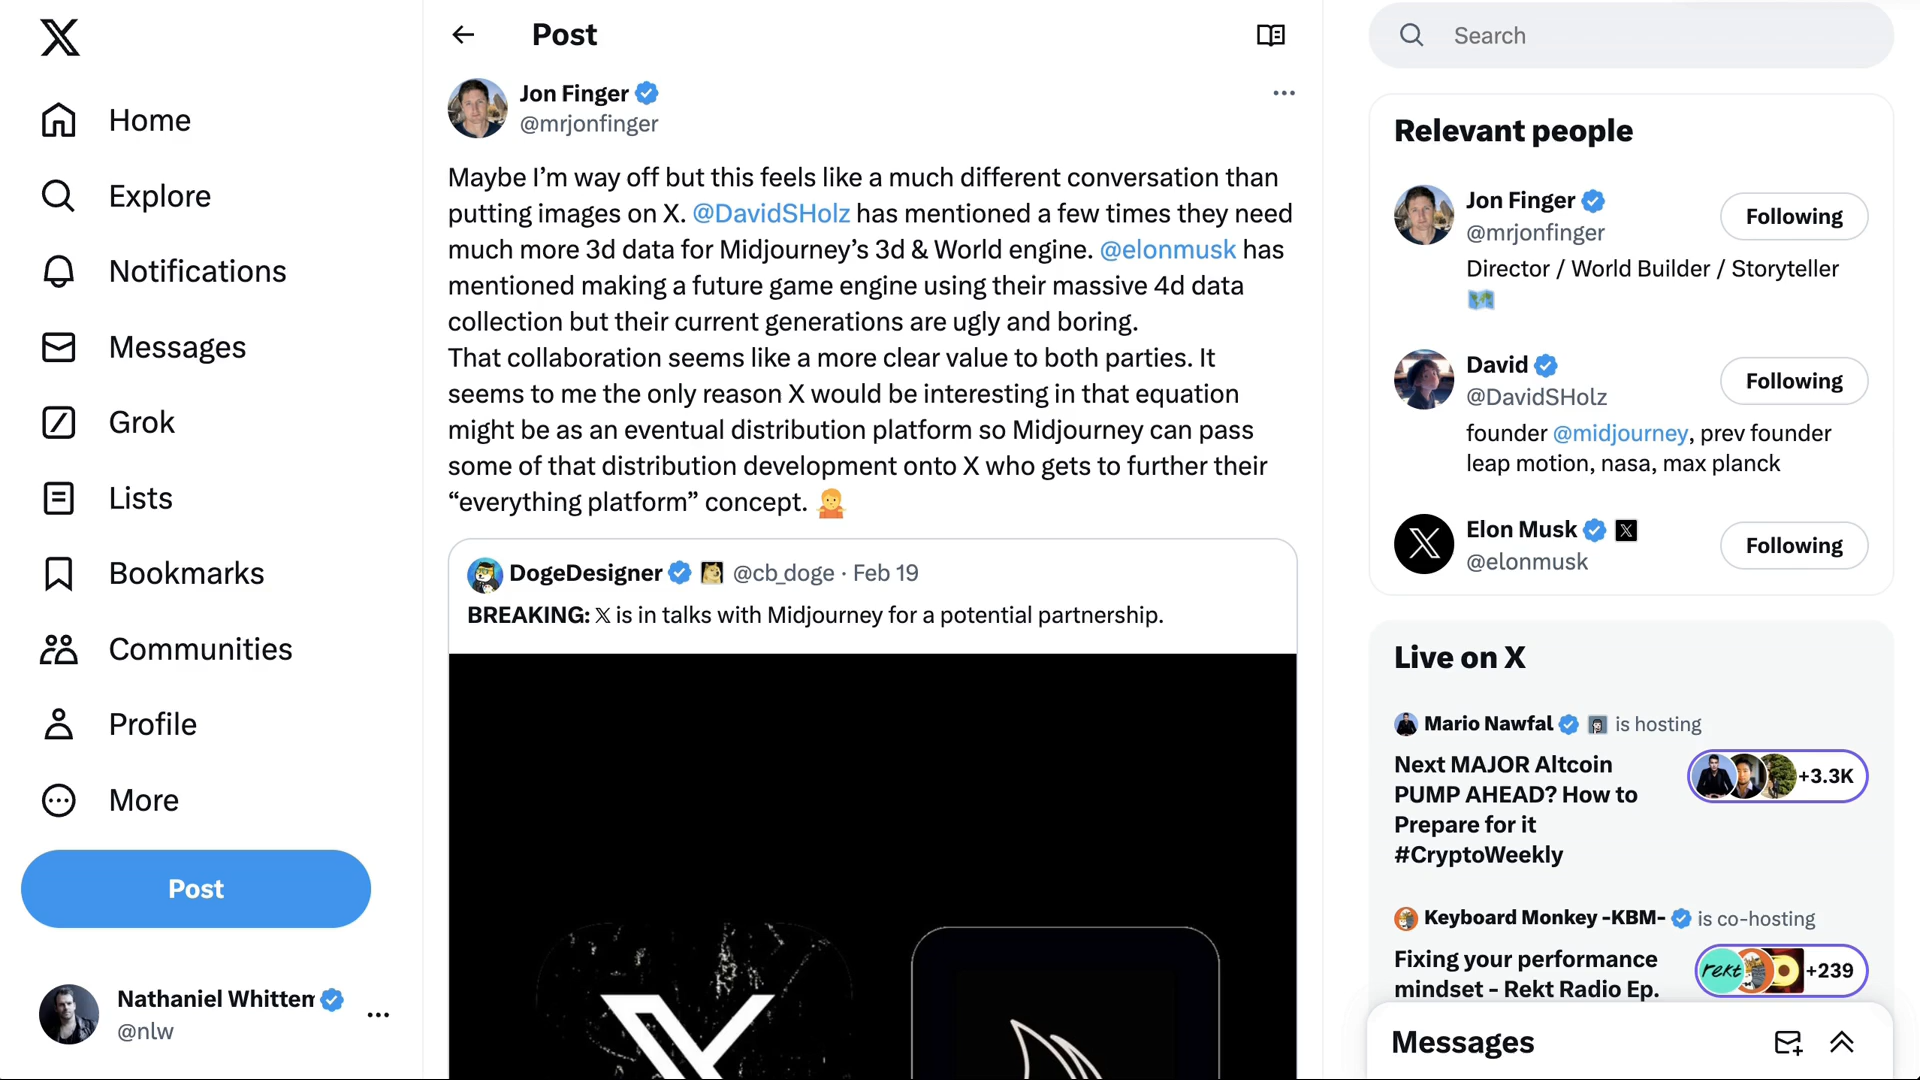 Home
Explore
Notifications
Messages
Grok
Lists
Bookmarks
Communities
Profile
More
Post
Nathaniel Whitten
@nlw
Post
Jon Finger
@mrjonfinger
Maybe I’m way off but this feels like a much different conversation than
putting images on X. @DavidSHolz has mentioned a few times they need
much more 3d data for Midjourney’s 3d & World engine. @elonmusk has
mentioned making a future game engine using their massive 4d data
collection but their current generations are ugly and boring.
That collaboration seems like a more clear value to both parties. It
seems to me the only reason X would be interesting in that equation
might be as an eventual distribution platform so Midjourney can pass
some of that distribution development onto X who gets to further their
“everything platform” concept. 🤷
DogeDesigner @cb_doge · Feb 19
BREAKING: 𝕏 is in talks with Midjourney for a potential partnership.
Search
Relevant people
Jon Finger
@mrjonfinger
Following
Director / World Builder / Storyteller
🗺️
David
@DavidSHolz
Following
founder @midjourney, prev founder
leap motion, nasa, max planck
Elon Musk
@elonmusk
Following
Live on X
Mario Nawfal is hosting
Next MAJOR Altcoin
PUMP AHEAD? How to
Prepare for it
#CryptoWeekly
+3.3K
Keyboard Monkey -KBM- is co-hosting
Fixing your performance
mindset - Rekt Radio Ep.
rekt
+239
Messages